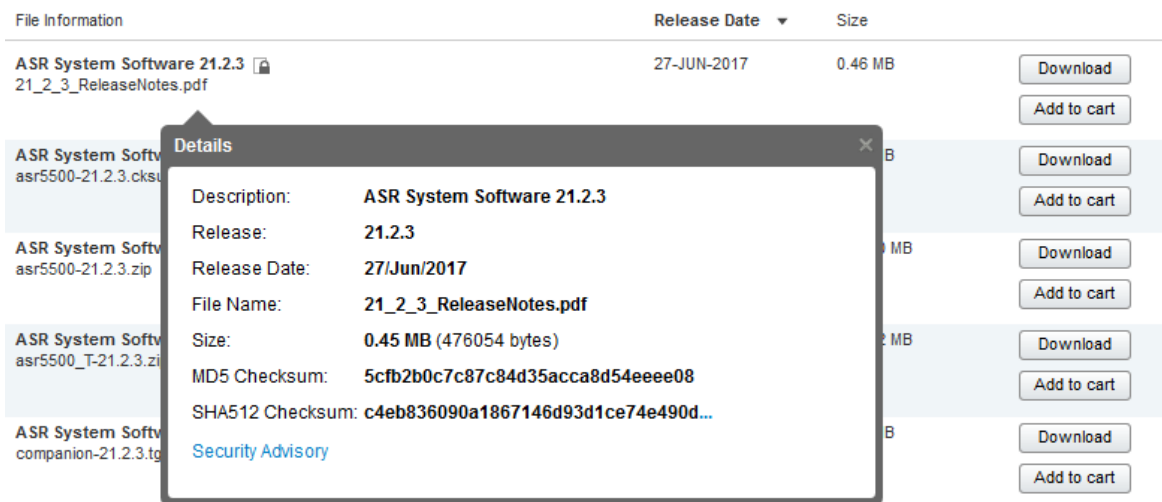 File Information Release Date Size
ASR System Software 21.2.3 27-JUN-2017 0.46 MB Download
21_2_3_ReleaseNotes.pdf
Add to cart
Details
ASR System Softw B Download
asr5500-21.2.3.cksu
Add to cart
Description: ASR System Software 21.2.3
Release: 21.2.3
ASR System Softw MB Download
asr5500-21.2.3.zip
Release Date: 27/Jun/2017
Add to cart
File Name: 21_2_3_ReleaseNotes.pdf
ASR System Softw MB Download
asr5500_T-21.2.3.zi
Size: 0.45 MB (476054 bytes)
MD5 Checksum: 5cfb2b0c7c87c84d35acca8d54eeee08
Add to cart
SHA512 Checksum: c4eb836090a1867146d93d1ce74e490d...
ASR System Softw B Download
companion-21.2.3.tg
Security Advisory
Add to cart